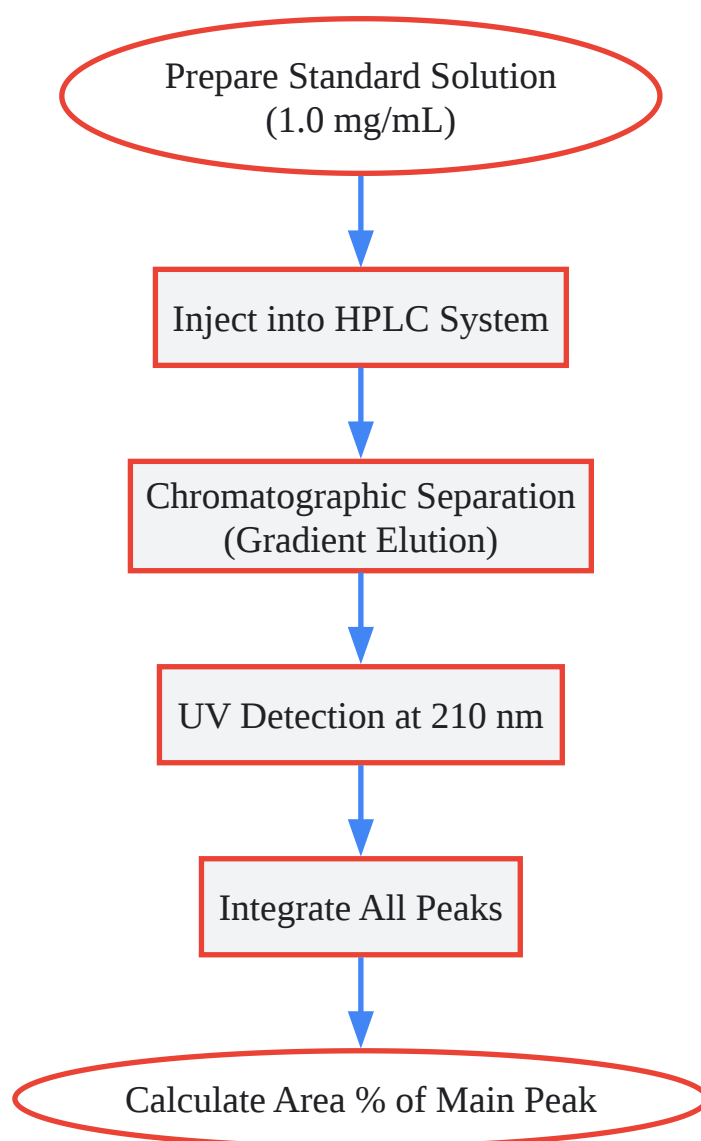 Prepare Standard Solution
(1.0 mg/mL)
Inject into HPLC System
Chromatographic Separation
(Gradient Elution)
UV Detection at 210 nm
Integrate All Peaks
Calculate Area % of Main Peak